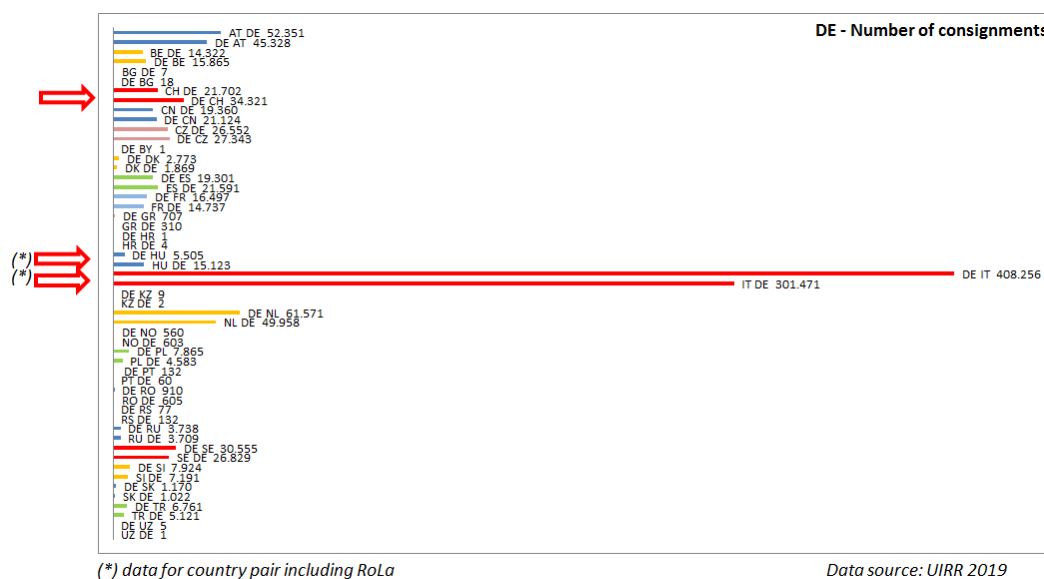 DE - Number of consignments
AT DE 52.351
DE AT 45.328
BE DE 14.322
DE BE 15.865
BG DE 7
DE BG 18
CH DE 21.702
DE CH 34.321
CN DE 19.360
DE CN 21.124
CZ DE 26.552
DE CZ 27.343
DE BY 1
DE DK 2.773
DK DE 1.869
DE ES 19.301
ES DE 21.591
DE FR 16.497
FR DE 14.737
DE GR 707
GR DE 310
DE HR 1
HR DE 4
(*) DE HU 5.505
HU DE 15.123
(*) DE IT 408.256
IT DE 301.471
DE KZ 9
KZ DE 2
DE NL 61.571
NL DE 49.958
DE NO 560
NO DE 603
DE PL 7.865
PL DE 4.583
DE PT 132
PT DE 60
DE RO 910
RO DE 605
DE RS 77
RS DE 132
DE RU 3.738
RU DE 3.709
DE SE 30.555
SE DE 26.829
DE SI 7.924
SI DE 7.191
DE SK 1.170
SK DE 1.022
DE TR 6.761
TR DE 5.121
DE UZ 5
UZ DE 1
(*) data for country pair including RoLa
Data source: UIRR 2019